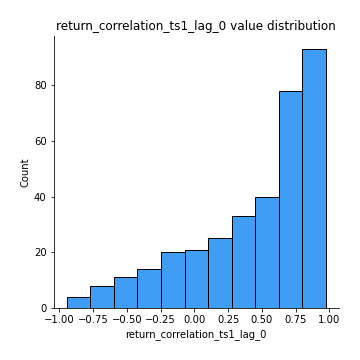 return_correlation_ts1_lag_0 value distribution
80
60
40
20
0
Count
−1.00 −0.75 −0.50 −0.25 0.00 0.25 0.50 0.75 1.00
return_correlation_ts1_lag_0